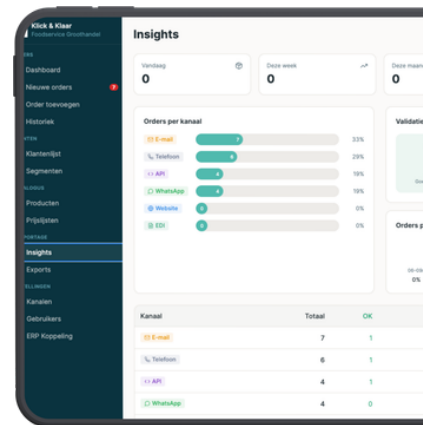 Klick & Klaar
Foodservice Groothandel
Dashboard
Nieuwe orders
Order toevoegen
Historiek
Klantenlijst
Segmenten
Producten
Prijslijsten
Insights
Exports
Kanalen
Gebruikers
ERP Koppeling
Insights
Vandaag
0
Deze week
0
Deze maand
0
Orders per kanaal
E-mail 7 33%
Telefoon 6 29%
API 4 19%
WhatsApp 4 19%
Website 0 0%
EDI 0 0%
Validatie
Orders p
0%
Kanaal Totaal OK
E-mail 7 1
Telefoon 6 1
API 4 1
WhatsApp 4 0